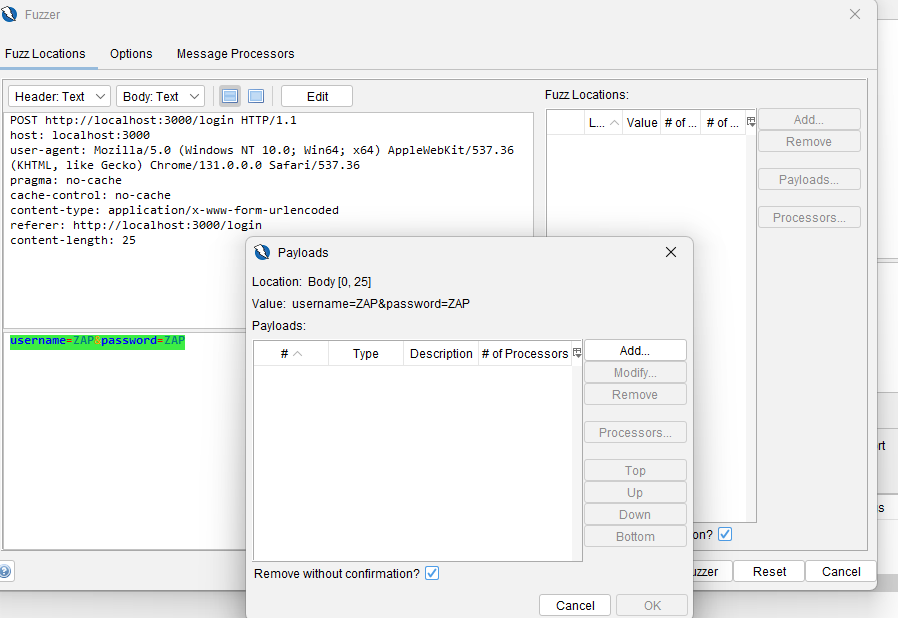 Fuzzer
Fuzz Locations Options Message Processors
Header: Text Body: Text Edit
POST http://localhost:3000/login HTTP/1.1
host: localhost:3000
user-agent: Mozilla/5.0 (Windows NT 10.0; Win64; x64) AppleWebKit/537.36
(KHTML, like Gecko) Chrome/131.0.0.0 Safari/537.36
pragma: no-cache
cache-control: no-cache
content-type: application/x-www-form-urlencoded
referer: http://localhost:3000/login
content-length: 25
username=ZAP&password=ZAP
Fuzz Locations:
L... Value # of ... # of ...
Add...
Remove
Payloads...
Processors...
Payloads
Location: Body [0, 25]
Value: username=ZAP&password=ZAP
Payloads:
# Type Description # of Processors
Add...
Modify...
Remove
Processors...
Top
Up
Down
Bottom
Remove without confirmation?
Cancel OK
on?
uzzer Reset Cancel
rt
s